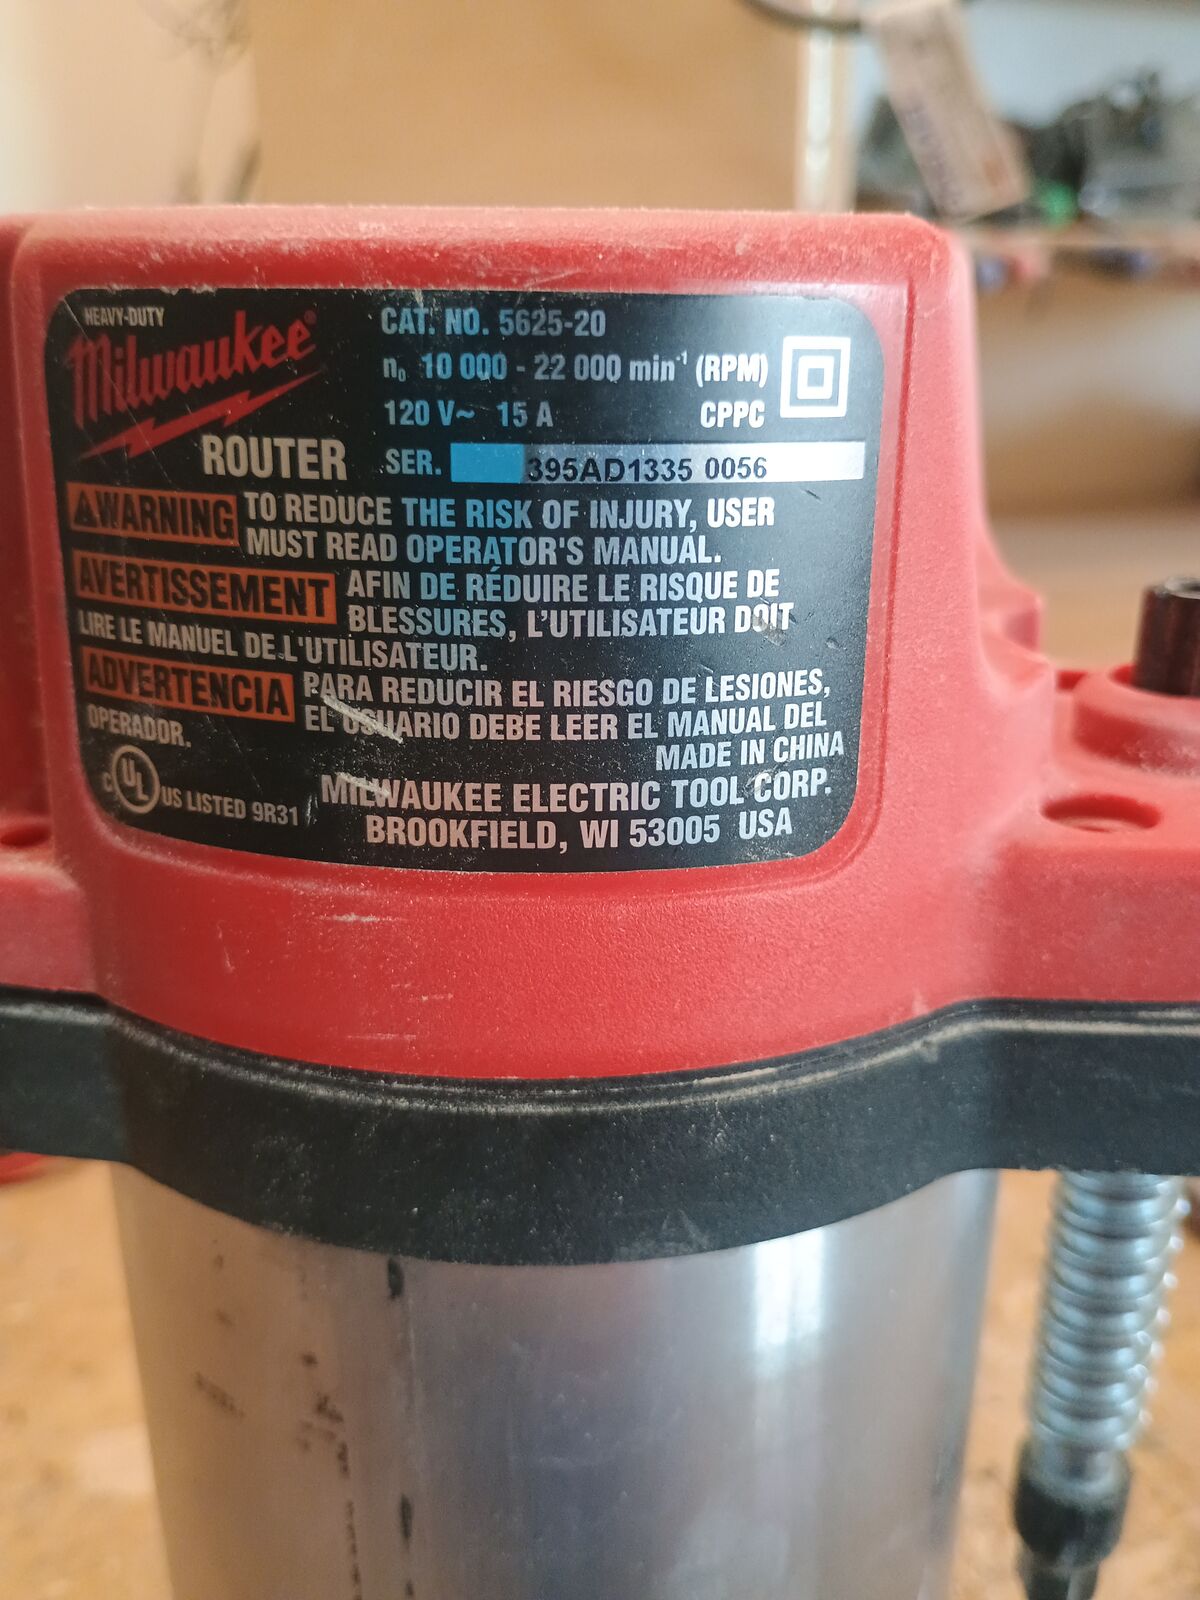 HEAVY-DUTY
Milwaukee®
ROUTER
CAT. NO. 5625-20
n₀ 10 000 - 22 000 min⁻¹ (RPM)
120 V~ 15 A CPPC
SER. 395AD1335 0056
WARNING TO REDUCE THE RISK OF INJURY, USER
MUST READ OPERATOR'S MANUAL.
AVERTISSEMENT AFIN DE RÉDUIRE LE RISQUE DE
BLESSURES, L'UTILISATEUR DOIT
LIRE LE MANUEL DE L'UTILISATEUR.
ADVERTENCIA PARA REDUCIR EL RIESGO DE LESIONES,
EL USUARIO DEBE LEER EL MANUAL DEL
OPERADOR.
MADE IN CHINA
C UL US LISTED 9R31
MILWAUKEE ELECTRIC TOOL CORP.
BROOKFIELD, WI 53005 USA